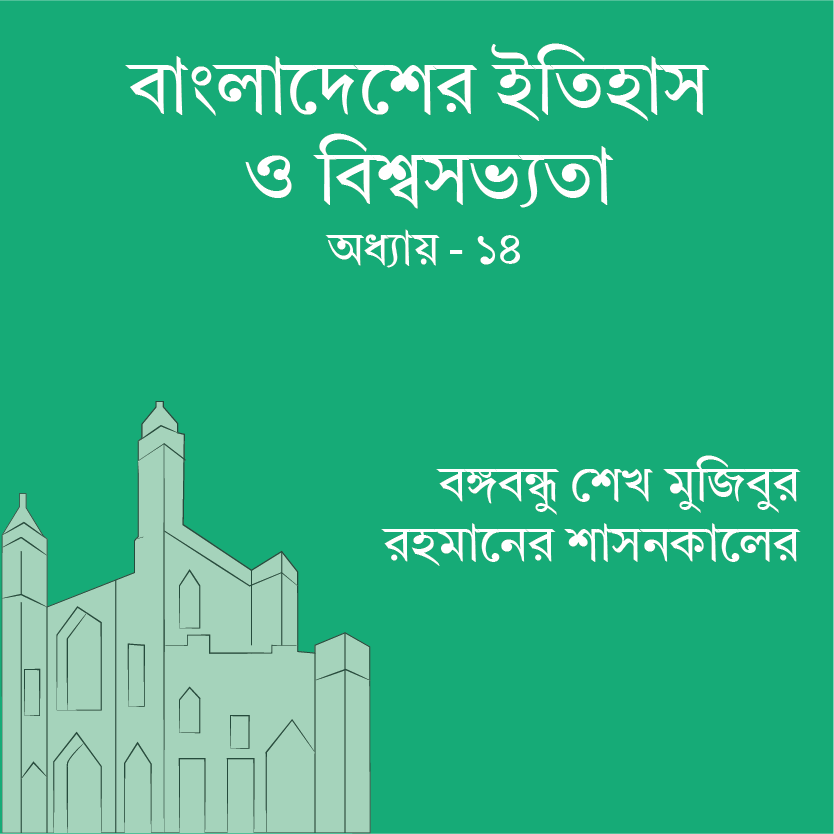 বাংলাদেশের ইতিহাস
ও বিশ্বসভ্যতা
অধ্যায় - ১৪
বঙ্গবন্ধু শেখ মুজিবুর
রহমানের শাসনকালের